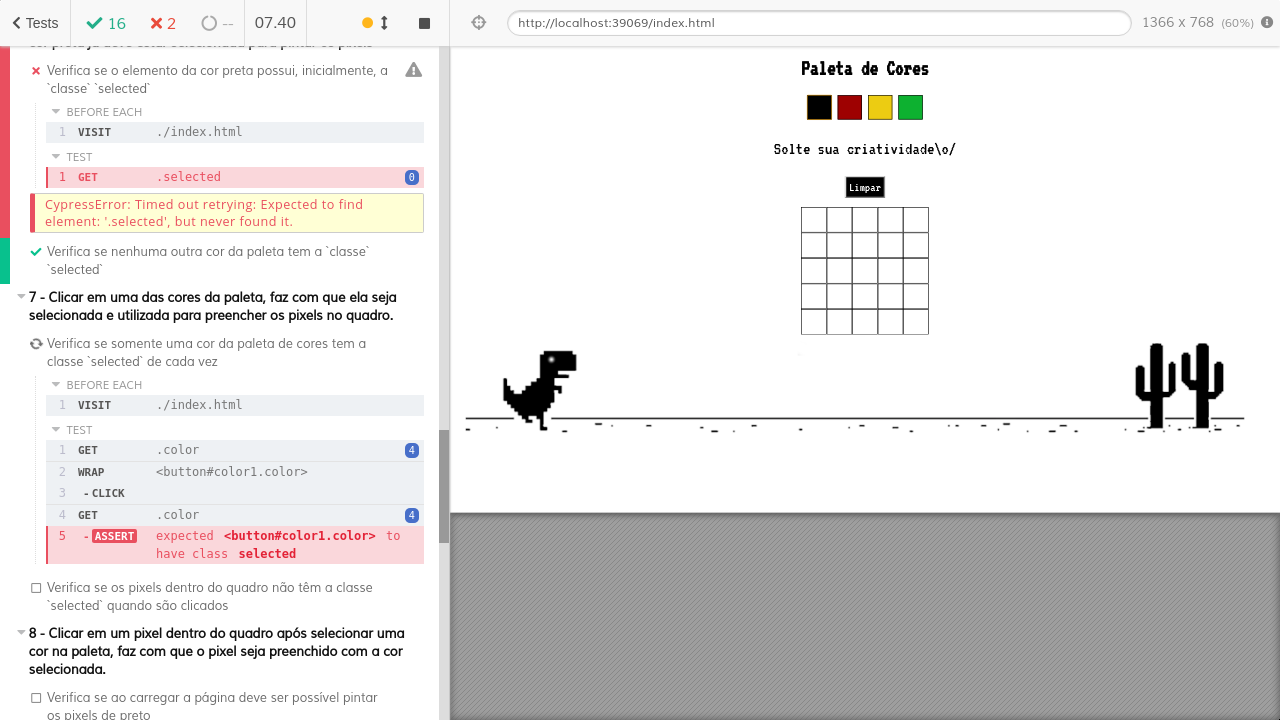 Tests
16
2
--
07.40
Verifica se o elemento da cor preta possui, inicialmente, a
`classe` `selected`
BEFORE EACH
1 VISIT ./index.html
TEST
1 GET .selected 0
CypressError: Timed out retrying: Expected to find
element: '.selected', but never found it.
Verifica se nenhuma outra cor da paleta tem a `classe`
`selected`
7 - Clicar em uma das cores da paleta, faz com que ela seja
selecionada e utilizada para preencher os pixels no quadro.
Verifica se somente uma cor da paleta de cores tem a
classe `selected` de cada vez
BEFORE EACH
1 VISIT ./index.html
TEST
1 GET .color 4
2 WRAP <button#color1.color>
3 -CLICK
4 GET .color 4
5 -ASSERT expected <button#color1.color> to
have class selected
Verifica se os pixels dentro do quadro não têm a classe
`selected` quando são clicados
8 - Clicar em um pixel dentro do quadro após selecionar uma
cor na paleta, faz com que o pixel seja preenchido com a cor
selecionada.
Verifica se ao carregar a página deve ser possível pintar
os pixels de preto
http://localhost:39069/index.html
1366 x 768 (60%)
Paleta de Cores
Solte sua criatividade\o/
Limpar